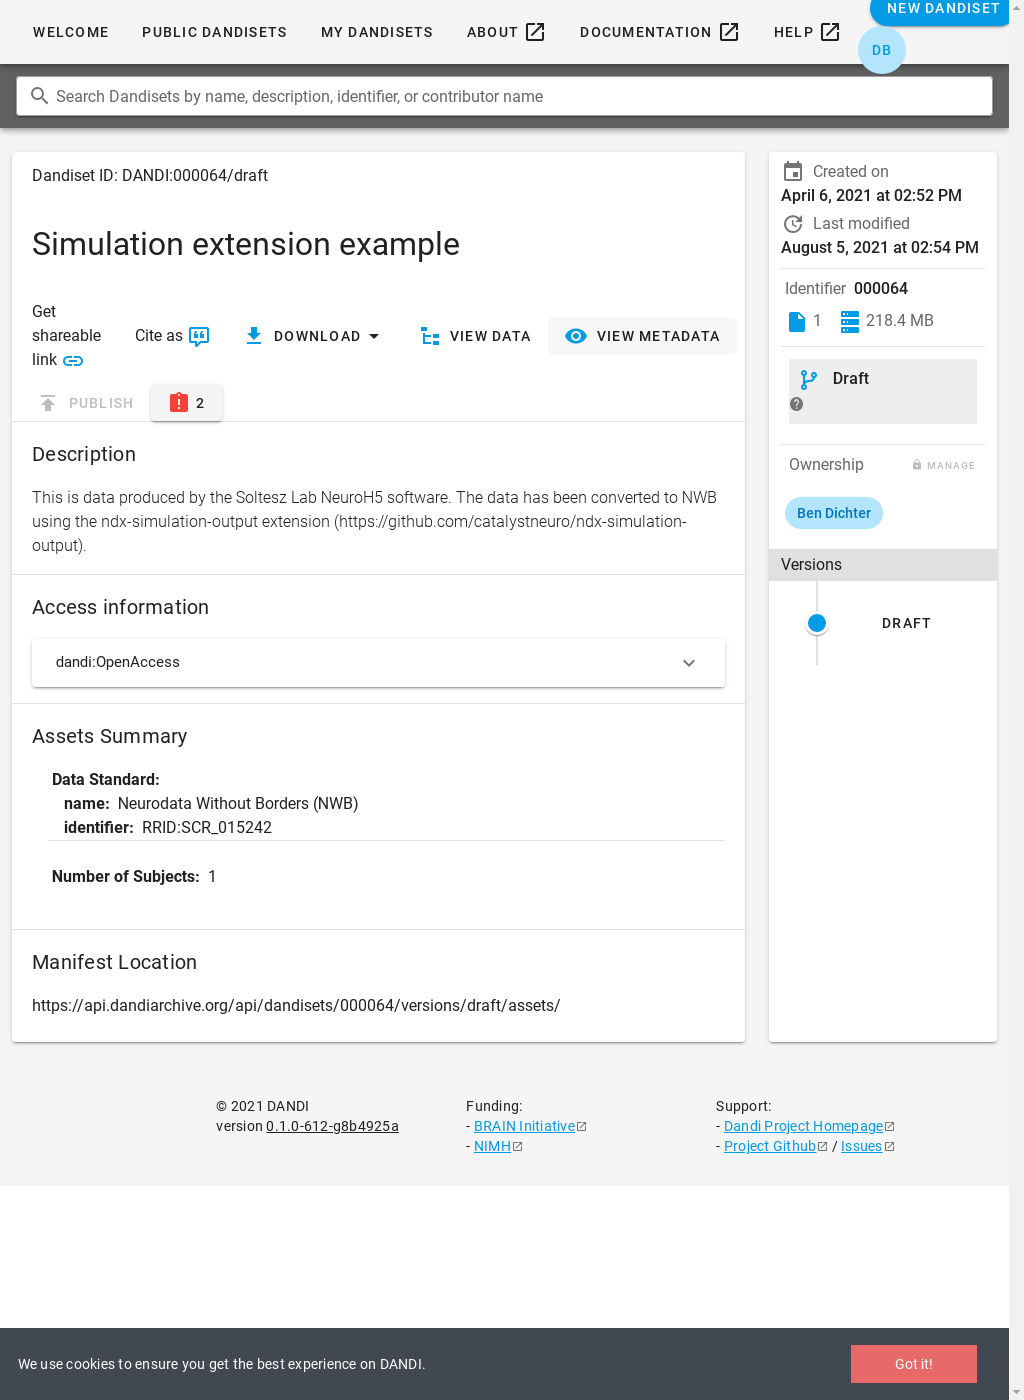 WELCOME PUBLIC DANDISETS MY DANDISETS ABOUT DOCUMENTATION HELP NEW DANDISET
DB
Search Dandisets by name, description, identifier, or contributor name
Dandiset ID: DANDI:000064/draft
Simulation extension example
Get shareable link
Cite as
DOWNLOAD
VIEW DATA
VIEW METADATA
PUBLISH
2
Description
This is data produced by the Soltesz Lab NeuroH5 software. The data has been converted to NWB
using the ndx-simulation-output extension (https://github.com/catalystneuro/ndx-simulation-
output).
Access information
dandi:OpenAccess
Assets Summary
Data Standard:
name: Neurodata Without Borders (NWB)
identifier: RRID:SCR_015242
Number of Subjects: 1
Manifest Location
https://api.dandiarchive.org/api/dandisets/000064/versions/draft/assets/
Created on
April 6, 2021 at 02:52 PM
Last modified
August 5, 2021 at 02:54 PM
Identifier 000064
1 218.4 MB
Draft
Ownership MANAGE
Ben Dichter
Versions
DRAFT
© 2021 DANDI
version 0.1.0-612-g8b4925a
Funding:
- BRAIN Initiative
- NIMH
Support:
- Dandi Project Homepage
- Project Github / Issues
We use cookies to ensure you get the best experience on DANDI.
Got it!